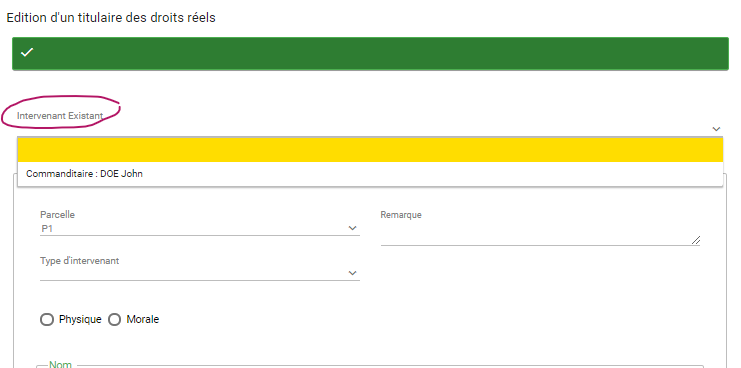 Edition d'un titulaire des droits réels
Intervenant Existant
Commanditaire : DOE John
Parcelle
P1
Remarque
Type d'intervenant
Physique
Morale
Nom